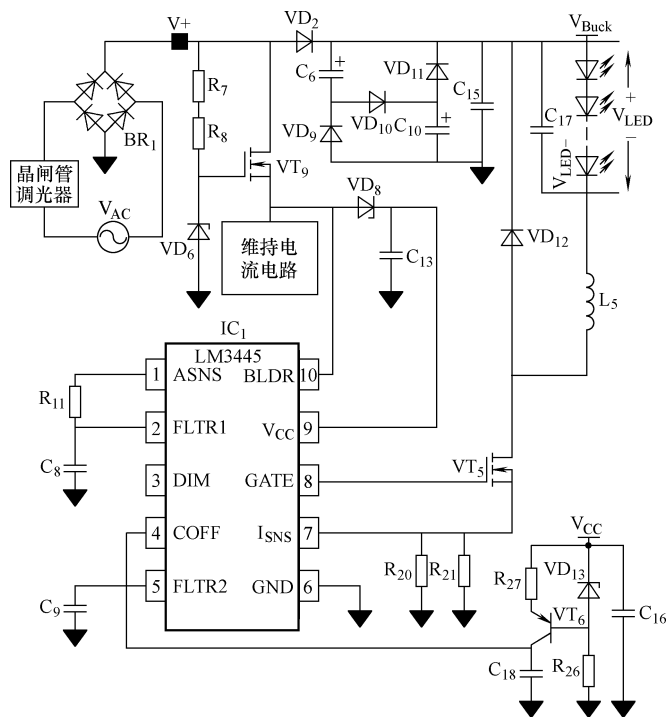 V+
VD2
VBuck
R7
C6
+
VD11
C15
C17
+
VLED
−
VLED−
R8
VD9
VD10
+
C10
BR1
晶闸管
调光器
VAC
VT9
VD6
维持电
流电路
VD8
C13
VD12
L5
IC1
LM3445
1
ASNS
BLDR
10
R11
2
FLTR1
VCC
9
C8
3
DIM
GATE
8
VT5
4
COFF
ISNS
7
R20
R21
VCC
5
FLTR2
GND
6
C9
R27
VD13
VT6
C16
C18
R26